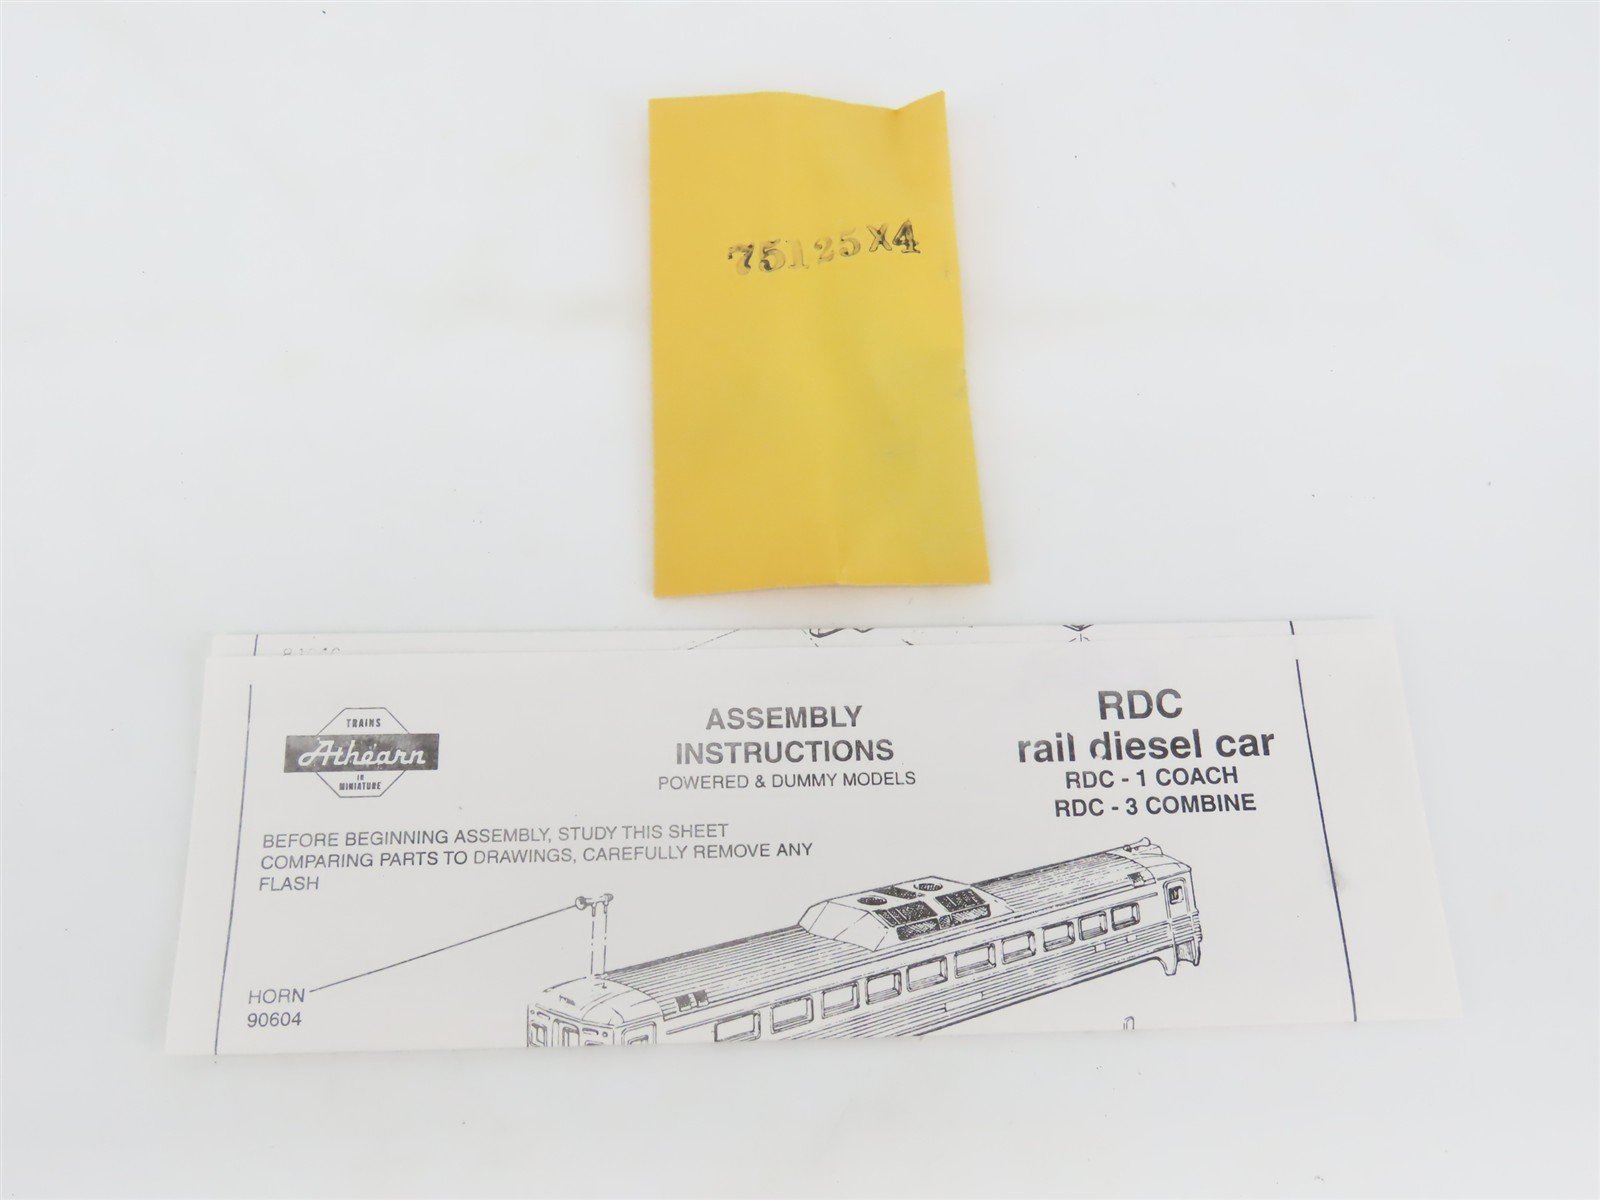 75125X4
TRAINS
Athearn
IN
MINIATURE
ASSEMBLY
INSTRUCTIONS
POWERED & DUMMY MODELS
RDC
rail diesel car
RDC - 1 COACH
RDC - 3 COMBINE
BEFORE BEGINNING ASSEMBLY, STUDY THIS SHEET
COMPARING PARTS TO DRAWINGS, CAREFULLY REMOVE ANY
FLASH
HORN
90604